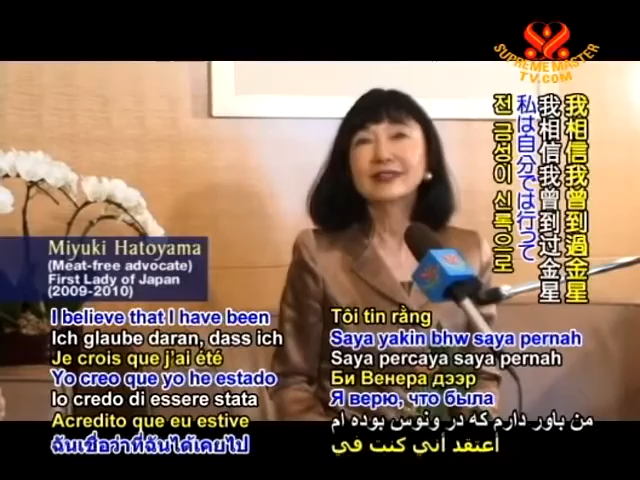 SUPREME MASTER
TV.COM
我相信我曾到過金星
我相信我曾到过金星
私は自分では行って
전 금성이 신독으로
Miyuki Hatoyama
(Meat-free advocate)
First Lady of Japan
(2009-2010)
I believe that I have been
Ich glaube daran, dass ich
Je crois que j'ai été
Yo creo que yo he estado
Io credo di essere stata
Acredito que eu estive
ฉันเชื่อว่าที่ฉันได้เคยไป
Tôi tin rằng
Saya yakin bhw saya pernah
Saya percaya saya pernah
Би Венера дээр
Я верю, что была
من باور دارم که در ونوس بوده ام
أعتقد أني كنت في